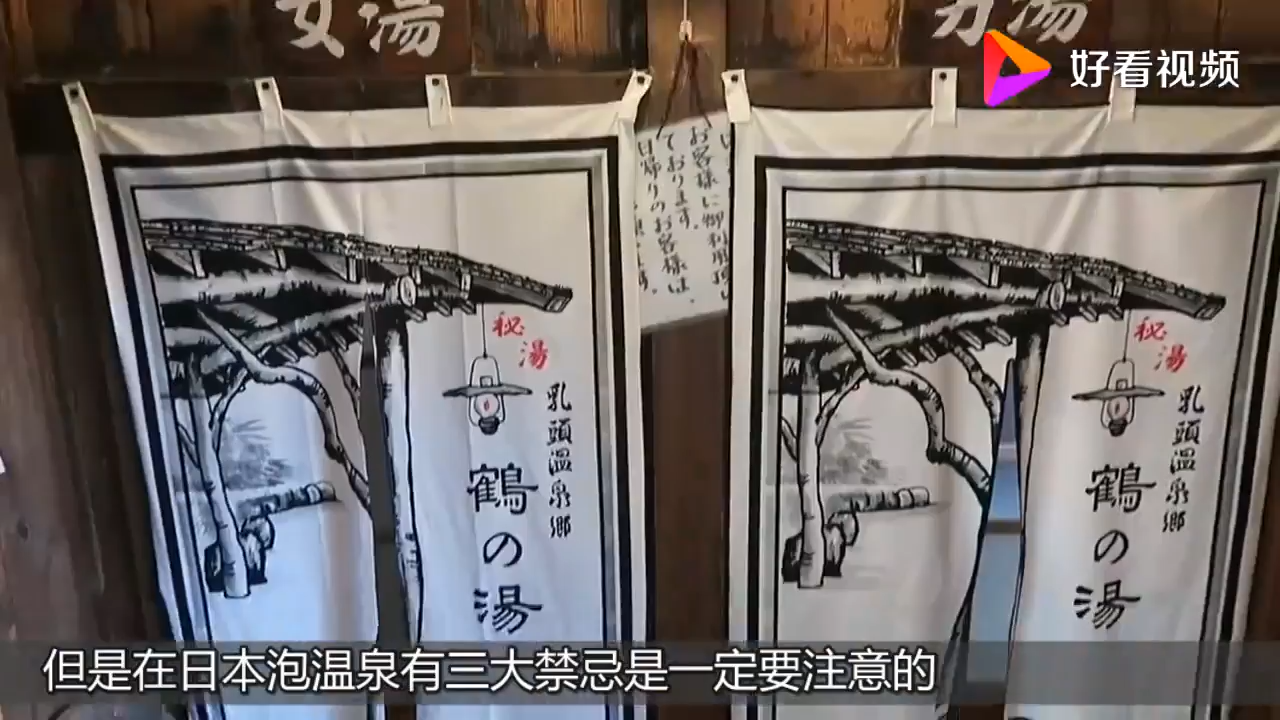 女湯
男湯
好看视频
お客様に御利用頂い
ております。
日帰りのお客様は、
秘湯
乳頭温泉郷
鶴の湯
秘湯
乳頭温泉郷
鶴の湯
但是在日本泡温泉有三大禁忌是一定要注意的